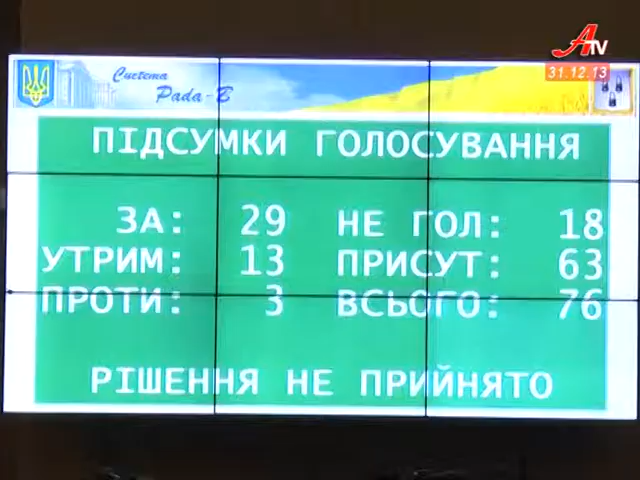 АTV
31.12.13
Система
Рада-В
ПІДСУМКИ ГОЛОСУВАННЯ
ЗА: 29 НЕ ГОЛ: 18
УТРИМ: 13 ПРИСУТ: 63
ПРОТИ: 3 ВСЬОГО: 76
РІШЕННЯ НЕ ПРИЙНЯТО